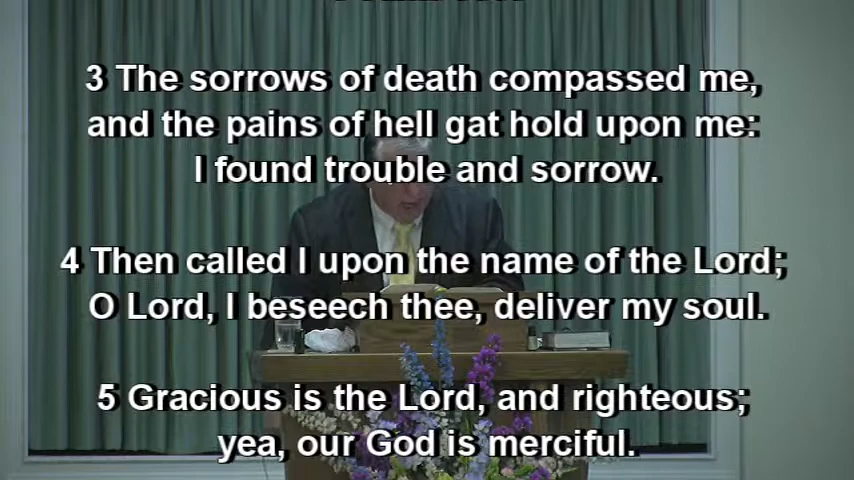 3 The sorrows of death compassed me,
and the pains of hell gat hold upon me:
I found trouble and sorrow.
4 Then called I upon the name of the Lord;
O Lord, I beseech thee, deliver my soul.
5 Gracious is the Lord, and righteous;
yea, our God is merciful.